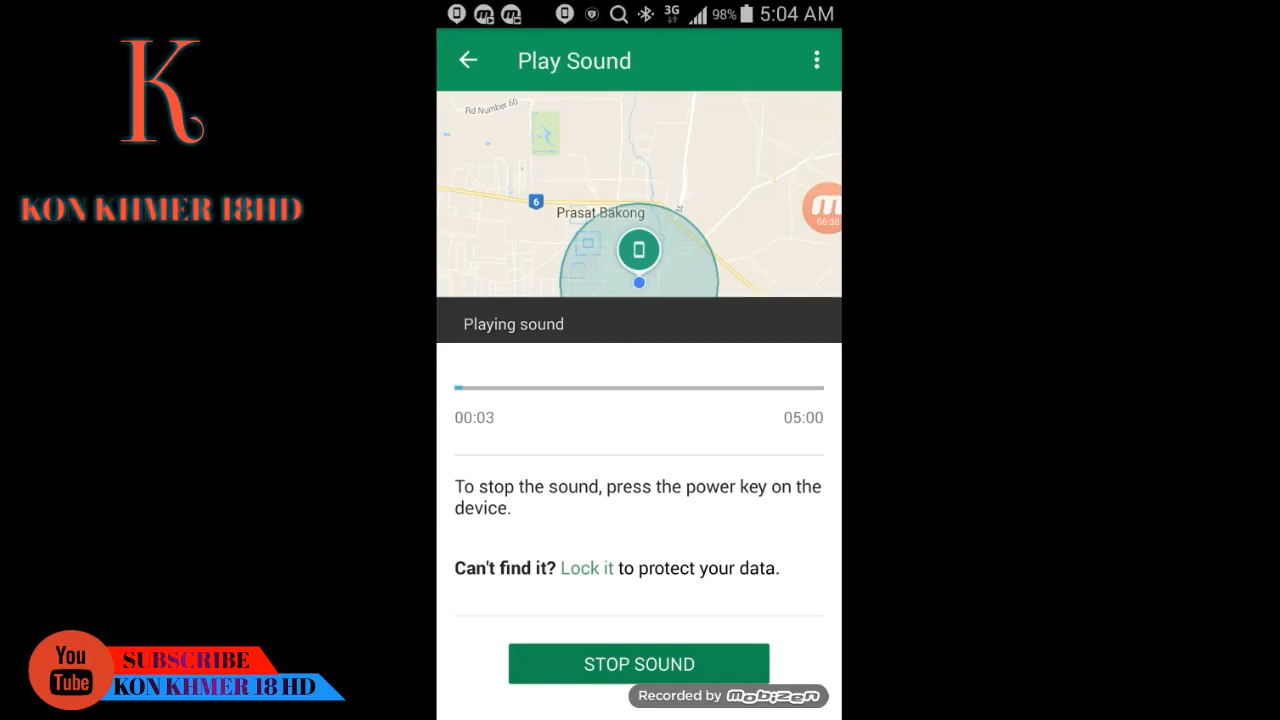 3G 98% 5:04 AM
K
KON KHMER 18HD
Play Sound
Rd Number 60
6
Prasat Bakong
06:30
Playing sound
00:03 05:00
To stop the sound, press the power key on the
device.
Can't find it? Lock it to protect your data.
STOP SOUND
Recorded by mobizen
You
Tube
SUBSCRIBE
KON KHMER 18 HD